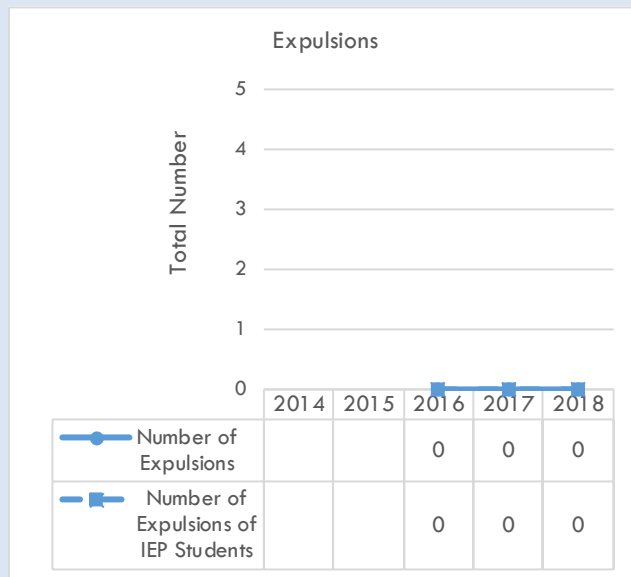 Expulsions
Total Number
5
4
3
2
1
0
2014 2015 2016 2017 2018
Number of
Expulsions
0 0 0
Number of
Expulsions of
IEP Students
0 0 0